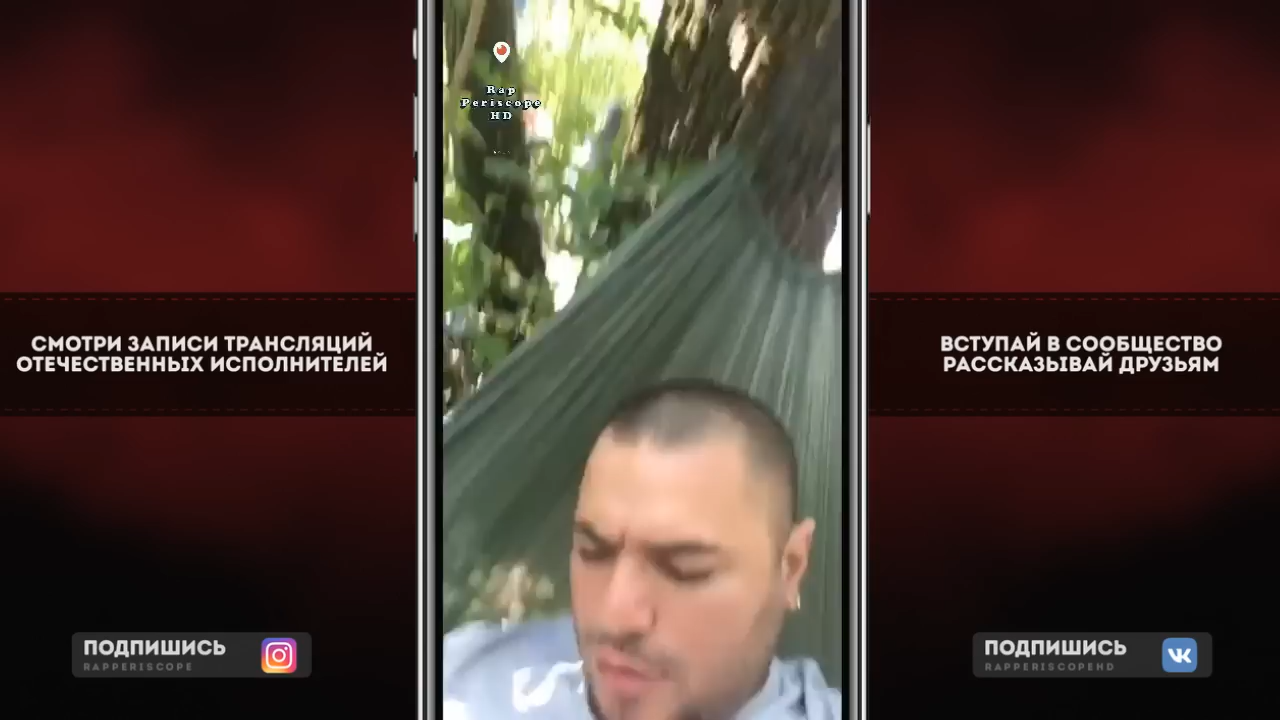 Rap
Periscope
HD
СМОТРИ ЗАПИСИ ТРАНСЛЯЦИЙ
ОТЕЧЕСТВЕННЫХ ИСПОЛНИТЕЛЕЙ
ВСТУПАЙ В СООБЩЕСТВО
РАССКАЗЫВАЙ ДРУЗЬЯМ
ПОДПИШИСЬ
RAPPERISCOPE
ПОДПИШИСЬ
RAPPERISCOPEHD